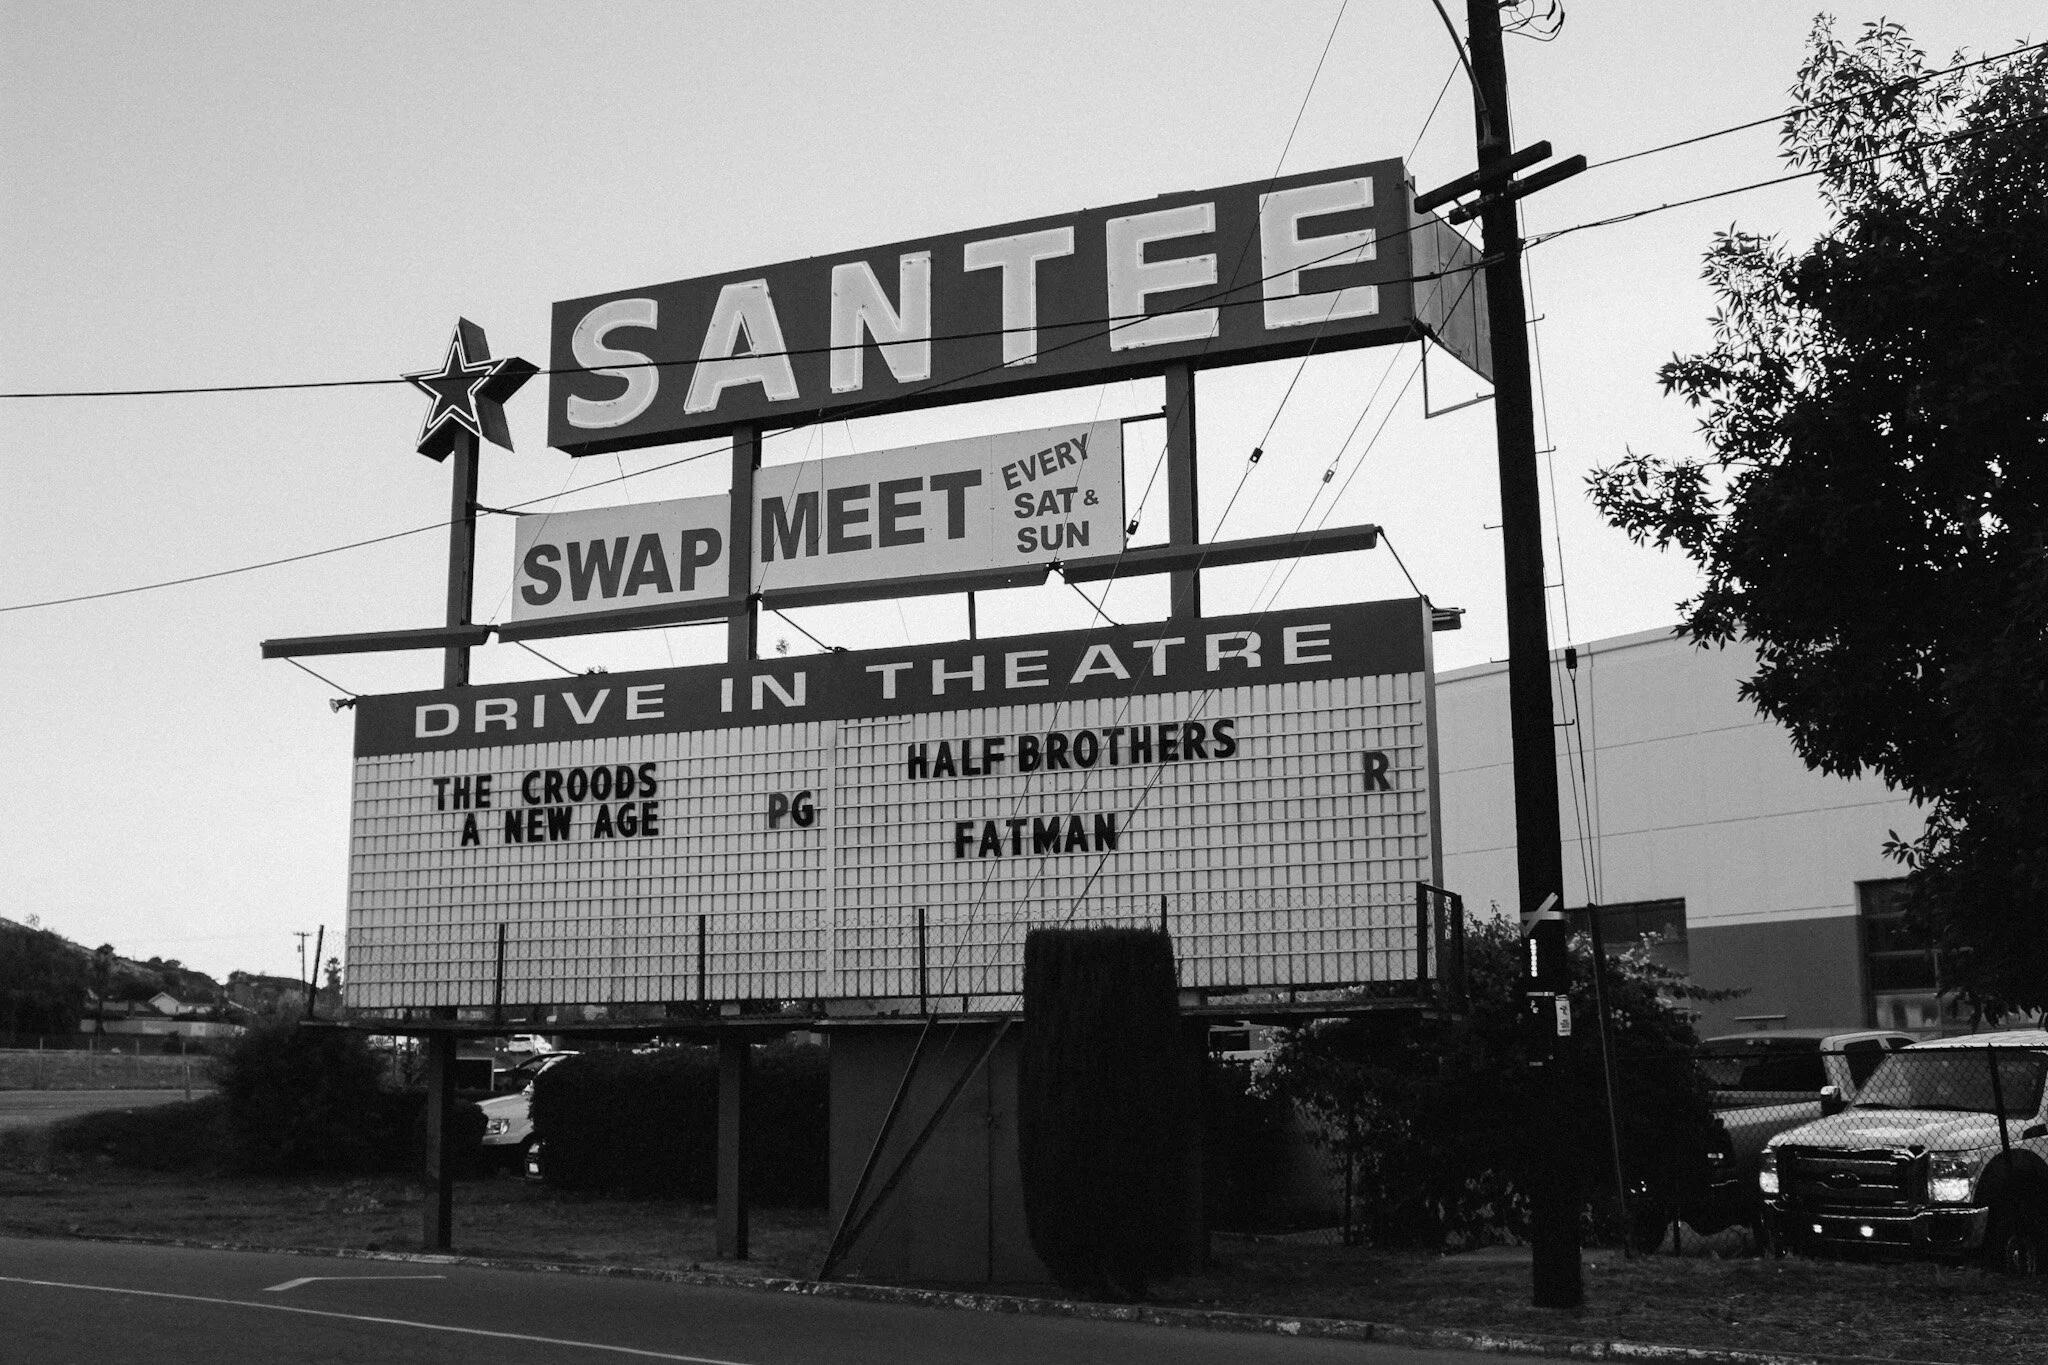 SANTEE
SWAP MEET EVERY
SAT &
SUN
DRIVE IN THEATRE
THE CROODS
A NEW AGE
PG
HALF BROTHERS
FATMAN
R